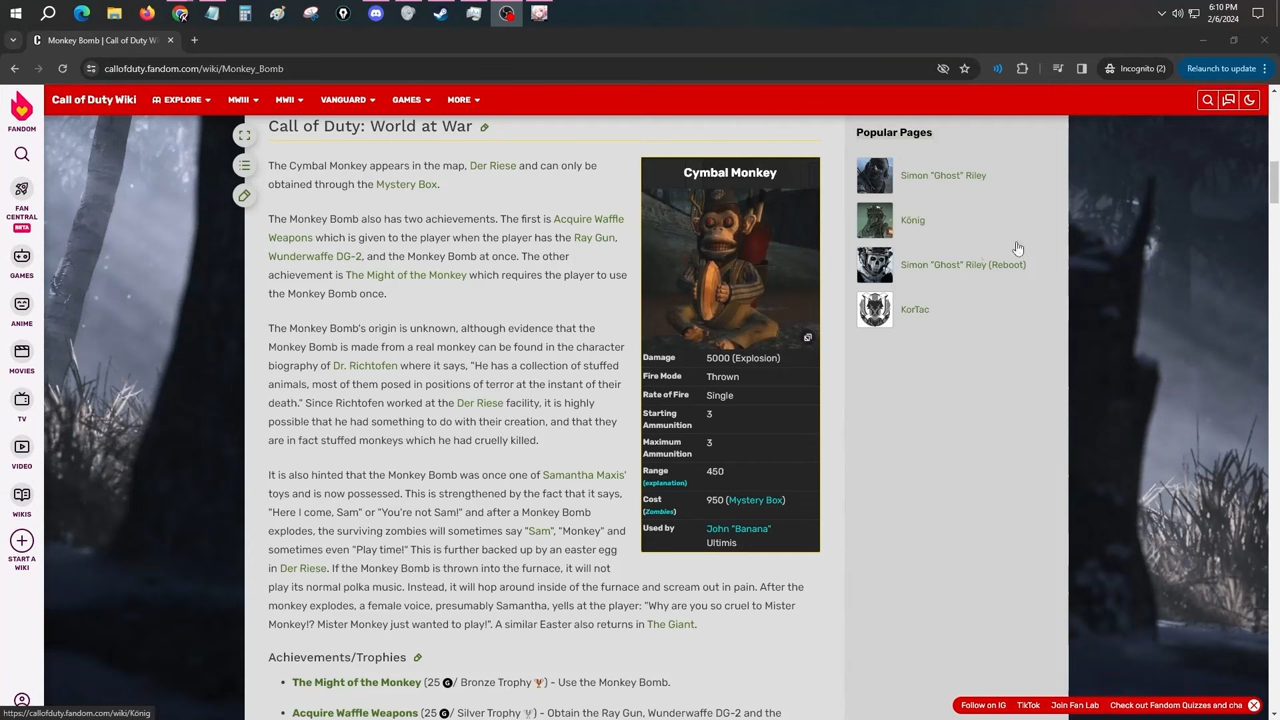 6:10 PM
2/6/2024
Monkey Bomb | Call of Duty Wi
callofduty.fandom.com/wiki/Monkey_Bomb
Incognito (2)
Relaunch to update
Call of Duty Wiki
EXPLORE
MWIII
MWII
VANGUARD
GAMES
MORE
FANDOM
FAN
CENTRAL
BETA
GAMES
ANIME
MOVIES
TV
VIDEO
WIKIS
START A
WIKI
Call of Duty: World at War
The Cymbal Monkey appears in the map, Der Riese and can only be
obtained through the Mystery Box.
The Monkey Bomb also has two achievements. The first is Acquire Waffle
Weapons which is given to the player when the player has the Ray Gun,
Wunderwaffe DG-2, and the Monkey Bomb at once. The other
achievement is The Might of the Monkey which requires the player to use
the Monkey Bomb once.
The Monkey Bomb's origin is unknown, although evidence that the
Monkey Bomb is made from a real monkey can be found in the character
biography of Dr. Richtofen where it says, "He has a collection of stuffed
animals, most of them posed in positions of terror at the instant of their
death." Since Richtofen worked at the Der Riese facility, it is highly
possible that he had something to do with their creation, and that they
are in fact stuffed monkeys which he had cruelly killed.
It is also hinted that the Monkey Bomb was once one of Samantha Maxis'
toys and is now possessed. This is strengthened by the fact that it says,
"Here I come, Sam" or "You're not Sam!" and after a Monkey Bomb
explodes, the surviving zombies will sometimes say "Sam", "Monkey" and
sometimes even "Play time!" This is further backed up by an easter egg
in Der Riese. If the Monkey Bomb is thrown into the furnace, it will not
play its normal polka music. Instead, it will hop around inside of the furnace and scream out in pain. After the
monkey explodes, a female voice, presumably Samantha, yells at the player: "Why are you so cruel to Mister
Monkey!? Mister Monkey just wanted to play!". A similar Easter also returns in The Giant.
Cymbal Monkey
Damage 5000 (Explosion)
Fire Mode Thrown
Rate of Fire Single
Starting
Ammunition 3
Maximum
Ammunition 3
Range 450
(explanation)
Cost 950 (Mystery Box)
(Zombies)
Used by John "Banana"
Ultimis
Achievements/Trophies
The Might of the Monkey (25 G/ Bronze Trophy) - Use the Monkey Bomb.
Acquire Waffle Weapons (25 G/ Silver Trophy) - Obtain the Ray Gun, Wunderwaffe DG-2 and the
Popular Pages
Simon "Ghost" Riley
König
Simon "Ghost" Riley (Reboot)
KorTac
https://callofduty.fandom.com/wiki/König
Follow on IG
TikTok
Join Fan Lab
Check out Fandom Quizzes and cha